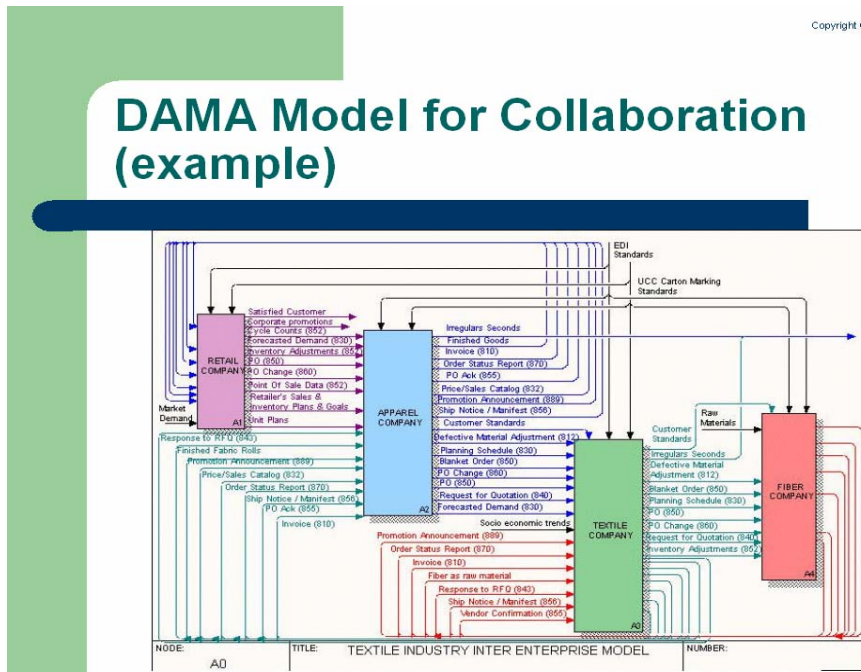 Copyright
DAMA Model for Collaboration
(example)
EDI
Standards
UCC Carton Marking
Standards
Satisfied Customer
Corporate promotions
Cycle Counts (852)
Forecasted Demand (830)
Inventory Adjustments (852)
PO (850)
PO Change (860)
Point Of Sale Data (852)
Retailer's Sales &
Inventory Plans & Goals
Unit Plans
RETAIL
COMPANY
A1
Market
Demand
Irregulars Seconds
Finished Goods
Invoice (810)
Order Status Report (870)
PO Ack (855)
Price/Sales Catalog (832)
Promotion Announcement (889)
Ship Notice / Manifest (856)
Customer Standards
APPAREL
COMPANY
A2
Response to RFQ (843)
Finished Fabric Rolls
Promotion Announcement (889)
Price/Sales Catalog (832)
Order Status Report (870)
Ship Notice / Manifest (856)
PO Ack (855)
Invoice (810)
Defective Material Adjustment (812)
Planning Schedule (830)
Blanket Order (850)
PO Change (860)
PO (850)
Request for Quotation (840)
Forecasted Demand (830)
Socio economic trends
TEXTILE
COMPANY
A3
Promotion Announcement (889)
Order Status Report (870)
Invoice (810)
Fiber as raw material
Response to RFQ (843)
Ship Notice / Manifest (856)
Vendor Confirmation (855)
Customer
Standards
Raw
Materials
Irregulars Seconds
Defective Material
Adjustment (812)
Blanket Order (850)
Planning Schedule (830)
PO (850)
PO Change (860)
Request for Quotation (840)
Inventory Adjustments (852)
FIBER
COMPANY
A4
NODE:
A0
TITLE:
TEXTILE INDUSTRY INTER ENTERPRISE MODEL
NUMBER: